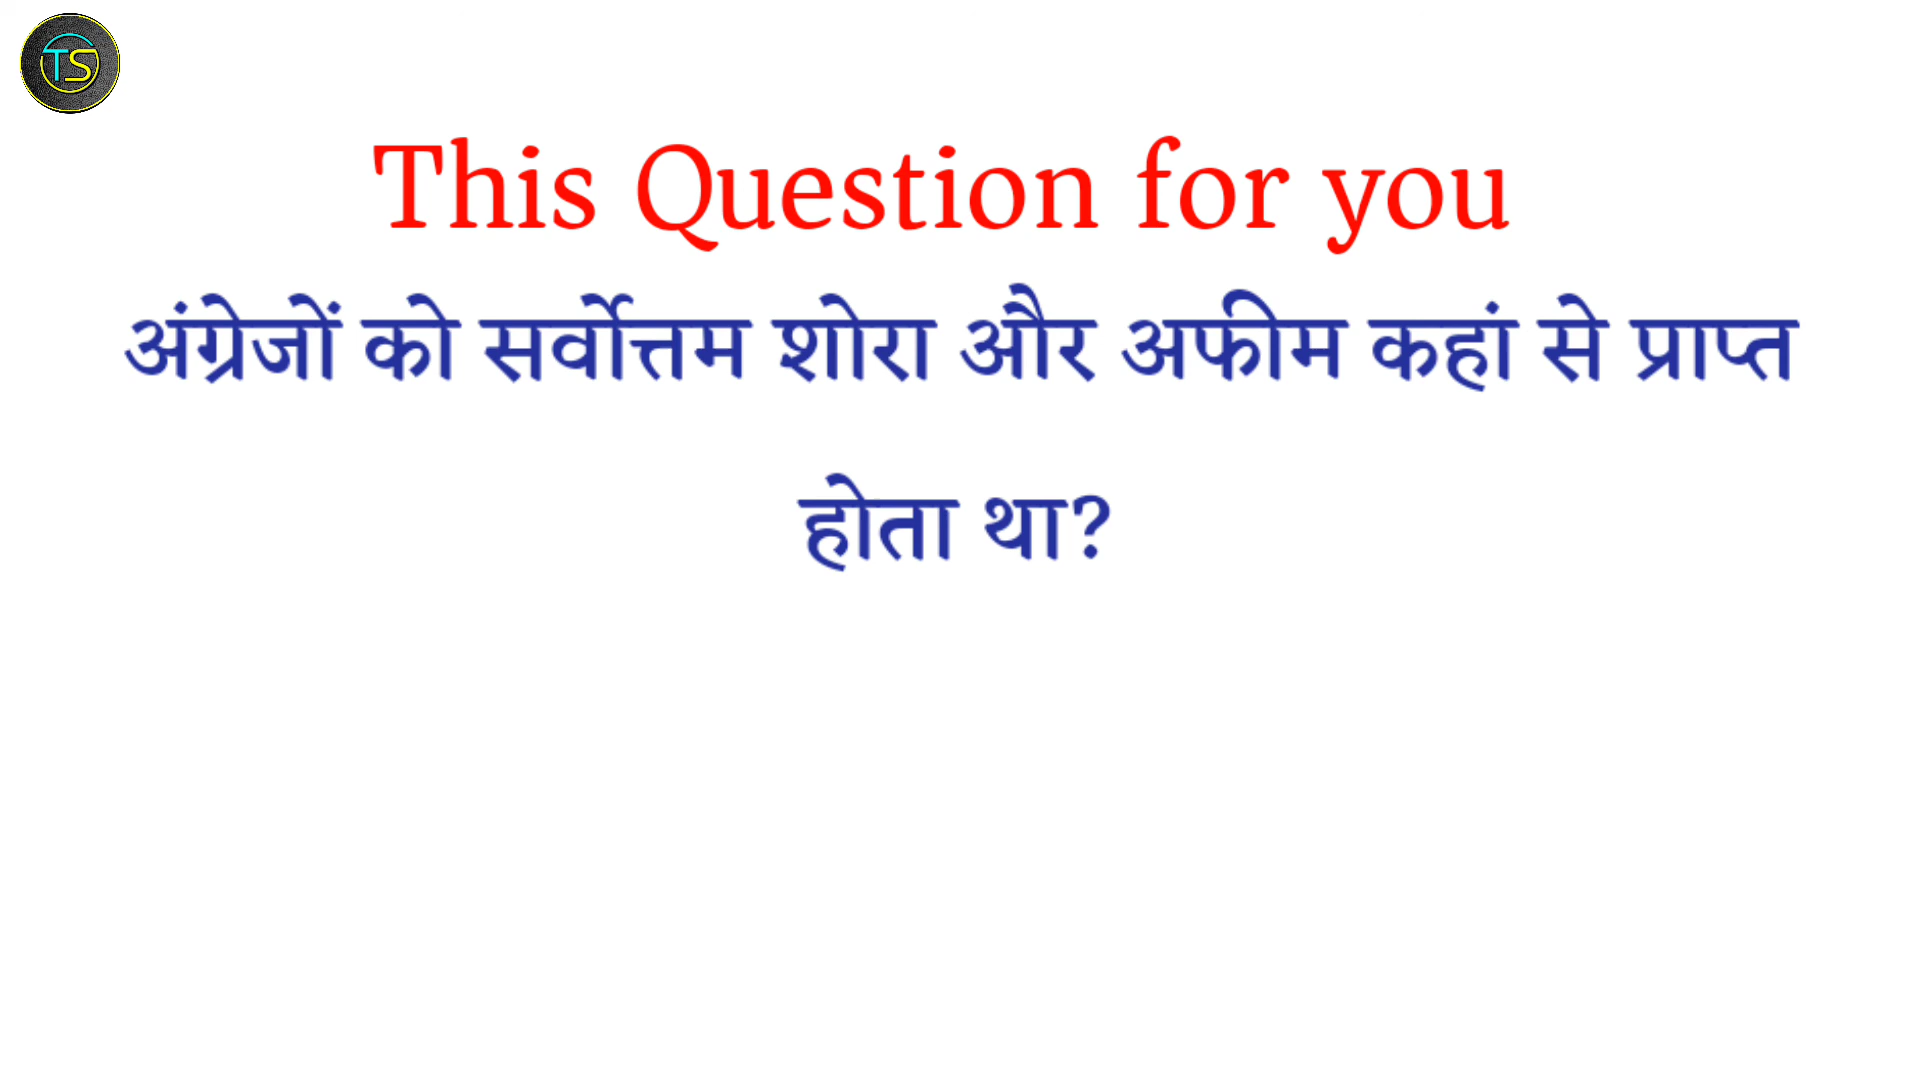 TS
This Question for you
अंग्रेजों को सर्वोत्तम शोरा और अफीम कहां से प्राप्त
होता था?